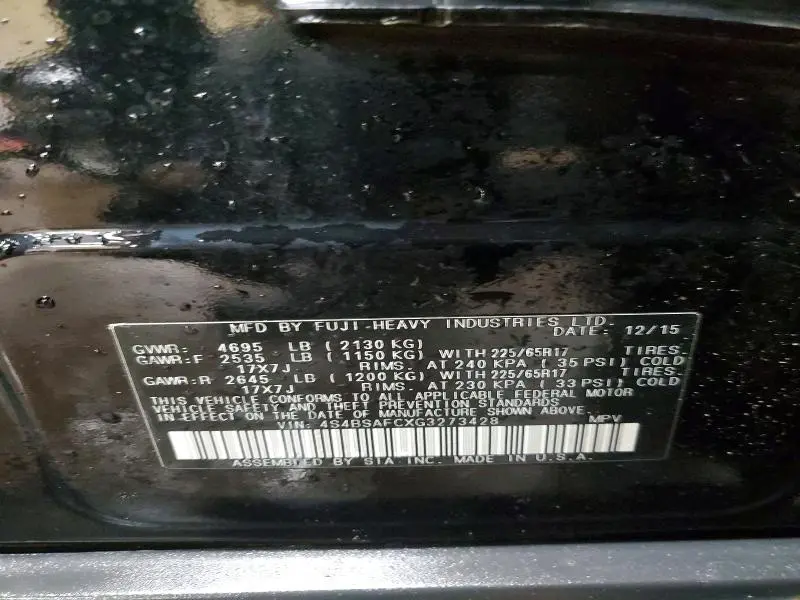 MFD BY FUJI-HEAVY INDUSTRIES LTD.
DATE: 12/15
GVWR: 4695 LB ( 2130 KG)
GAWR:F 2535 LB ( 1150 KG) WITH 225/65R17 TIRES.
17X7J RIMS. AT 240 KPA ( 35 PSI) COLD
GAWR:R 2645 LB ( 1200 KG) WITH 225/65R17 TIRES.
17X7J RIMS. AT 230 KPA ( 33 PSI) COLD
THIS VEHICLE CONFORMS TO ALL APPLICABLE FEDERAL MOTOR
VEHICLE SAFETY AND THEFT PREVENTION STANDARDS
IN EFFECT ON THE DATE OF MANUFACTURE SHOWN ABOVE.
VIN: 4S4BSAFCXG3273428 MPV
ASSEMBLED BY SIA INC. MADE IN U.S.A.